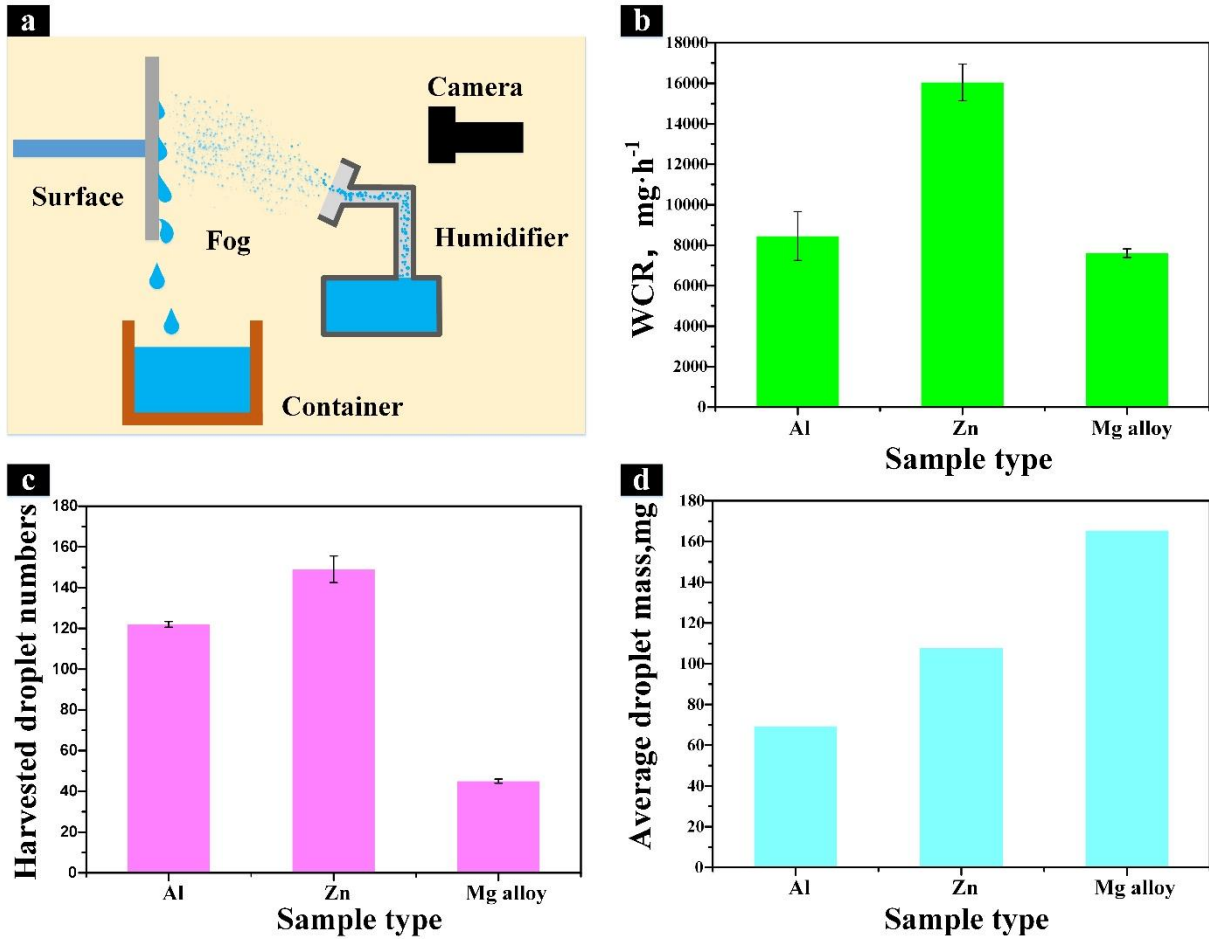 a
Camera
Surface
Fog
Humidifier
Container
b
WCR, mg·h⁻¹
18000
16000
14000
12000
10000
8000
6000
4000
2000
0
Al Zn Mg alloy
Sample type
c
Harvested droplet numbers
180
160
140
120
100
80
60
40
20
0
Al Zn Mg alloy
Sample type
d
Average droplet mass,mg
180
160
140
120
100
80
60
40
20
0
Al Zn Mg alloy
Sample type